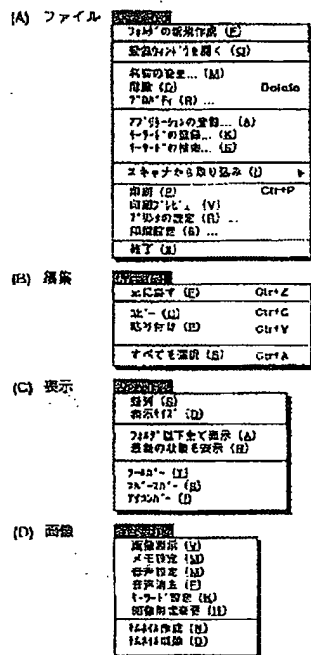 (A) ファイル
フォルダの新規作成 (F)
登録ウィンドウを開く (Q)
名前の変更... (M)
削除 (D) Delete
プロパティ (R) ...
アプリケーションの登録... (A)
キーワードの登録... (K)
キーワードの検索... (S)
スキャナから取り込み (I)
印刷 (P) Ctrl+P
印刷プレビュー (V)
プリンタの設定 (R) ...
印刷設定 (G) ...
終了 (X)
(B) 編集
元に戻す Ctrl+Z
コピー (C) Ctrl+C
貼り付け (P) Ctrl+V
すべてを選択 Ctrl+A
(C) 表示
整列 (S)
表示サイズ (D)
フォルダ以下全て表示 (A)
最新の状態を表示 (R)
ツールバー (T)
アイコンバー (I)
(D) 画像
画像表示 (V)
メモ設定 (M)
音声設定
音声消去
キーワード設定 (K)
画像形式変更 (H)
サムネイル作成 (N)
サムネイル削除 (D)